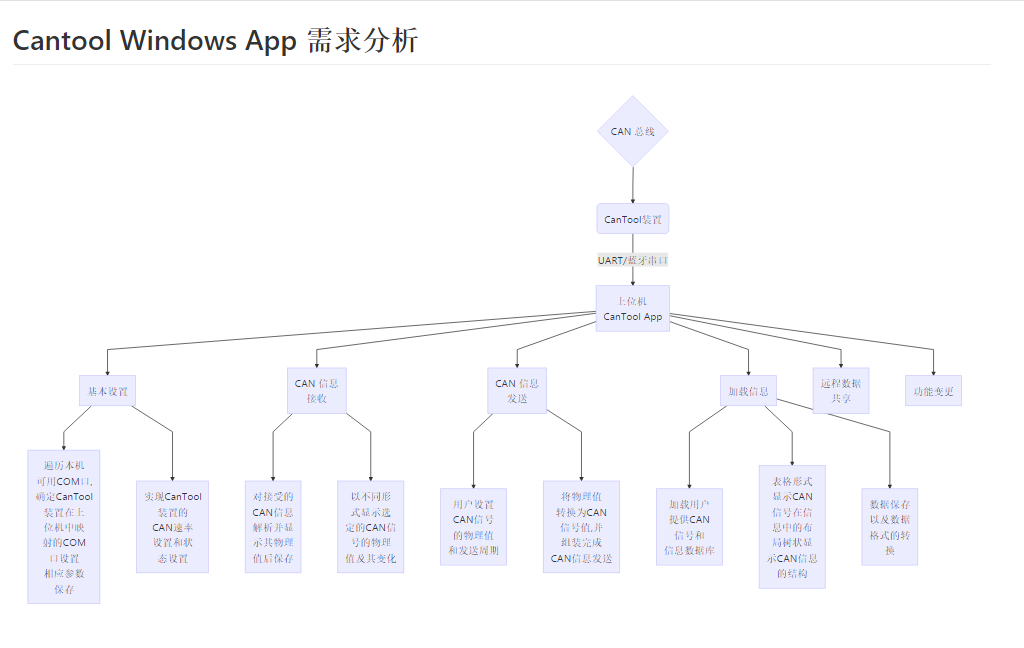 Cantool Windows App 需求分析
CAN 总线
CanTool装置
UART/蓝牙串口
上位机
CanTool App
基本设置
CAN 信息
接收
CAN 信息
发送
加载信息
远程数据
共享
功能变更
遍历本机
可用COM口,
确定CanTool
装置在上
位机中映
射的COM
口设置
相应参数
保存
实现CanTool
装置的
CAN速率
设置和状
态设置
对接受的
CAN信息
解析并显
示其物理
值后保存
以不同形
式显示选
定的CAN信
号的物理
值及其变化
用户设置
CAN信号
的物理值
和发送周期
将物理值
转换为CAN
信号值,并
组装完成
CAN信息发送
加载用户
提供CAN
信号和
信息数据库
表格形式
显示CAN
信号在信
息中的布
局树状显
示CAN信息
的结构
数据保存
以及数据
格式的转
换